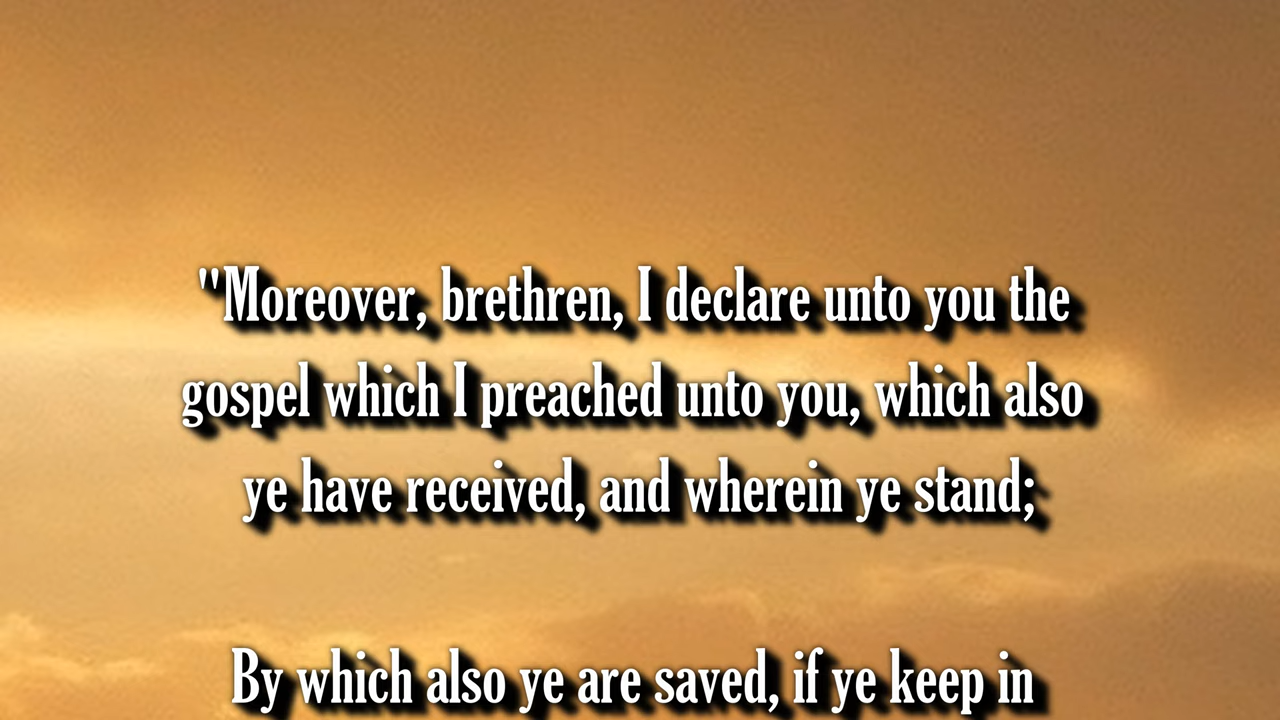 "Moreover, brethren, I declare unto you the
gospel which I preached unto you, which also
ye have received, and wherein ye stand;
By which also ye are saved, if ye keep in